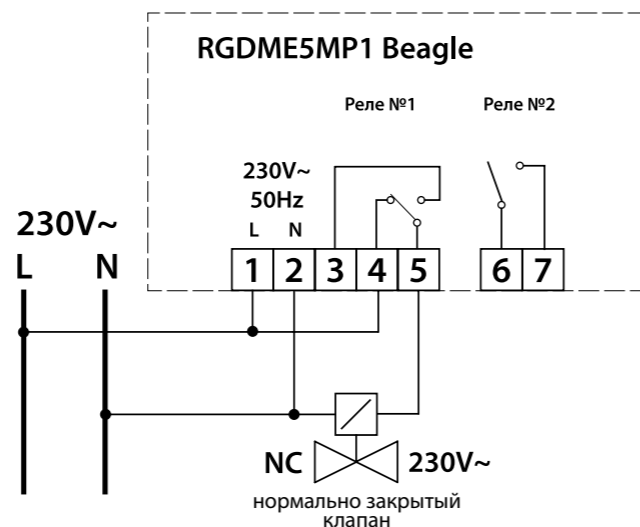 RGDME5MP1 Beagle
Реле №1 Реле №2
230V~
50Hz
L N
230V~
L N
1 2 3 4 5 6 7
NC 230V~
нормально закрытый
клапан